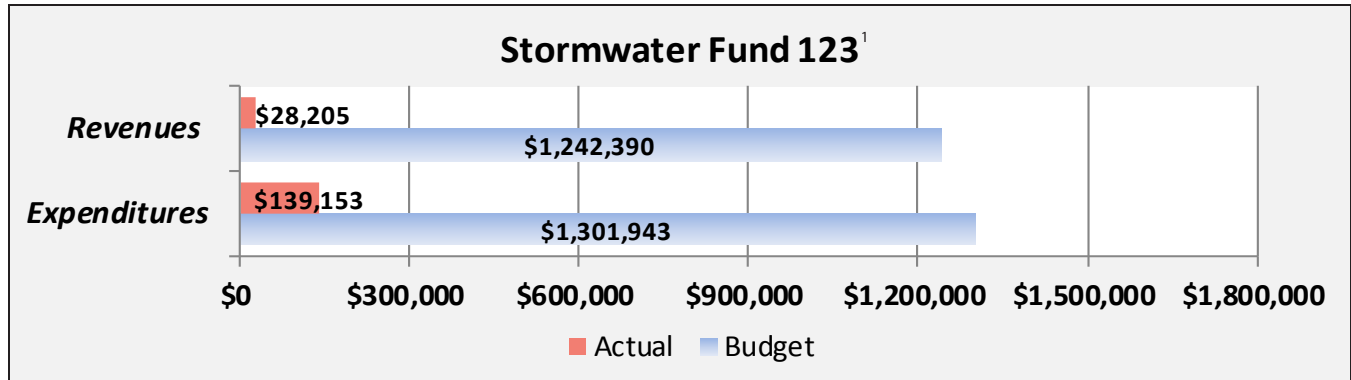 Stormwater Fund 123¹
Revenues
$28,205
$1,242,390
Expenditures
$139,153
$1,301,943
$0 $300,000 $600,000 $900,000 $1,200,000 $1,500,000 $1,800,000
Actual Budget